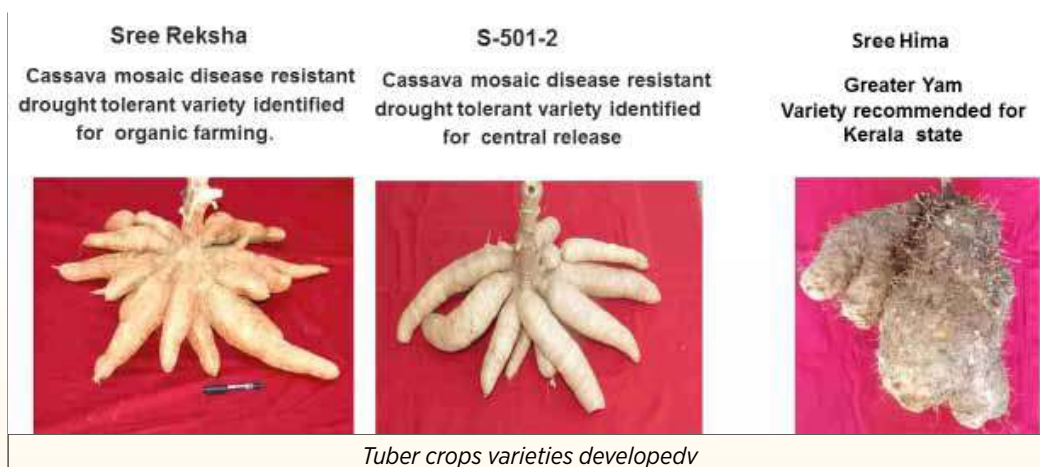 Sree Reksha
Cassava mosaic disease resistant
drought tolerant variety identified
for organic farming.
S-501-2
Cassava mosaic disease resistant
drought tolerant variety identified
for central release
Sree Hima
Greater Yam
Variety recommended for
Kerala state
Tuber crops varieties developedv